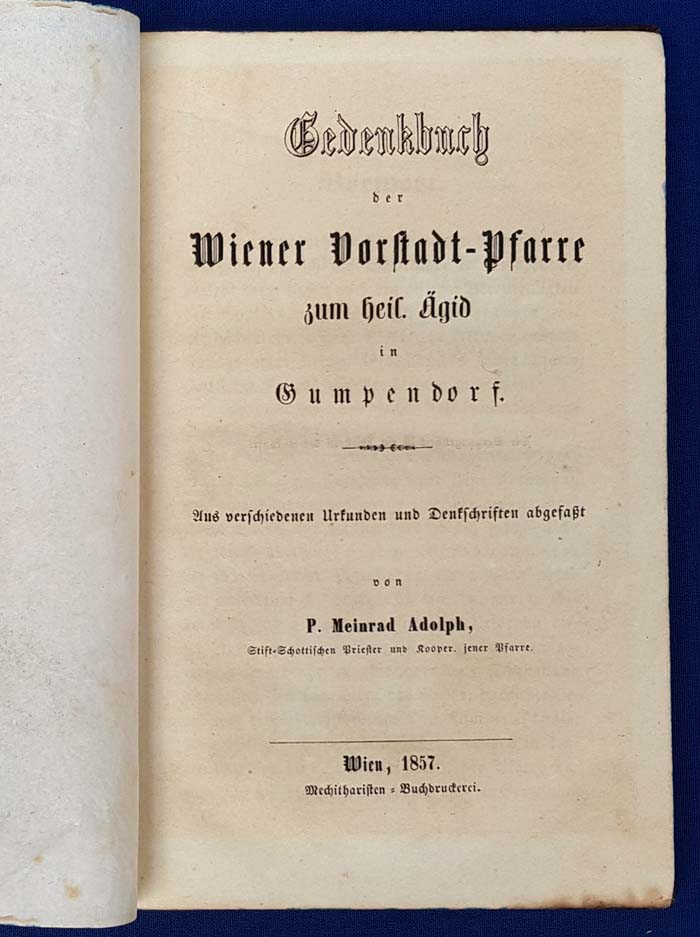 Gedenkbuch
der
Wiener Vorstadt-Pfarre
zum heil. Ägid
in
Gumpendorf.
Aus verschiedenen Urkunden und Denkschriften abgefaßt
von
P. Meinrad Adolph,
Stift-Schottischen Priester und Kooper. jener Pfarre.
Wien, 1857.
Mechitharisten-Buchdruckerei.